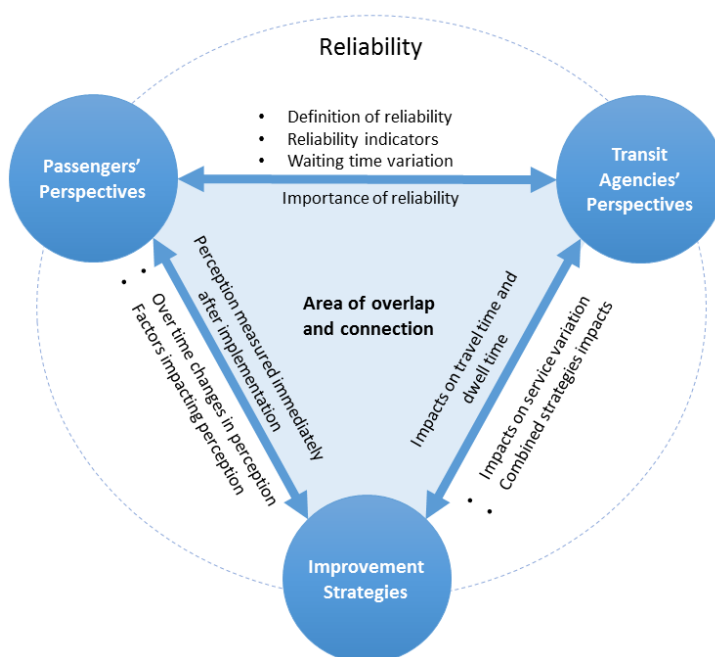 Reliability
• Definition of reliability
• Reliability indicators
• Waiting time variation
Passengers'
Perspectives
Transit
Agencies'
Perspectives
Importance of reliability
Area of overlap
and connection
Perception measured immediately
after implementation
• Over time changes in perception
• Factors impacting perception
Impacts on travel time and
dwell time
• Impacts on service variation
• Combined strategies impacts
Improvement
Strategies